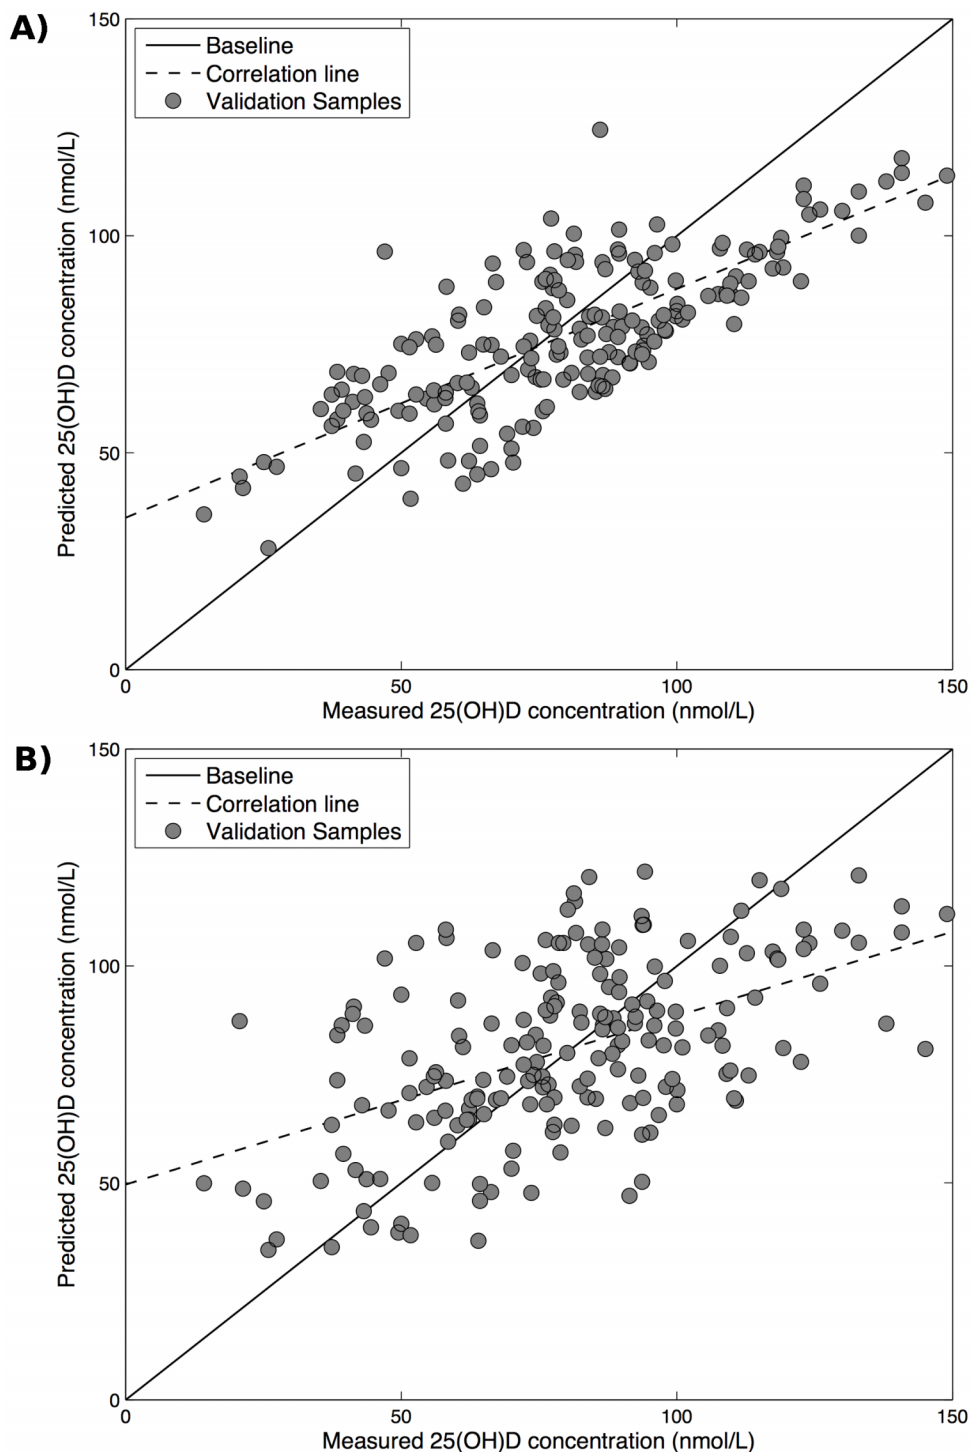 A)
150
Baseline
Correlation line
Validation Samples
100
50
0
Predicted 25(OH)D concentration (nmol/L)
0 50 100 150
Measured 25(OH)D concentration (nmol/L)
B)
150
Baseline
Correlation line
Validation Samples
100
50
0
Predicted 25(OH)D concentration (nmol/L)
0 50 100 150
Measured 25(OH)D concentration (nmol/L)